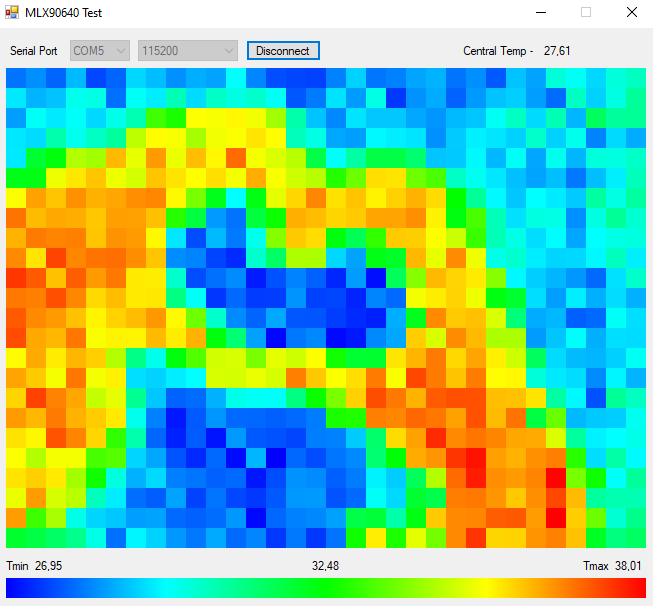 MLX90640 Test
Serial Port COM5 115200 Disconnect Central Temp - 27,61
Tmin 26,95 32,48 Tmax 38,01